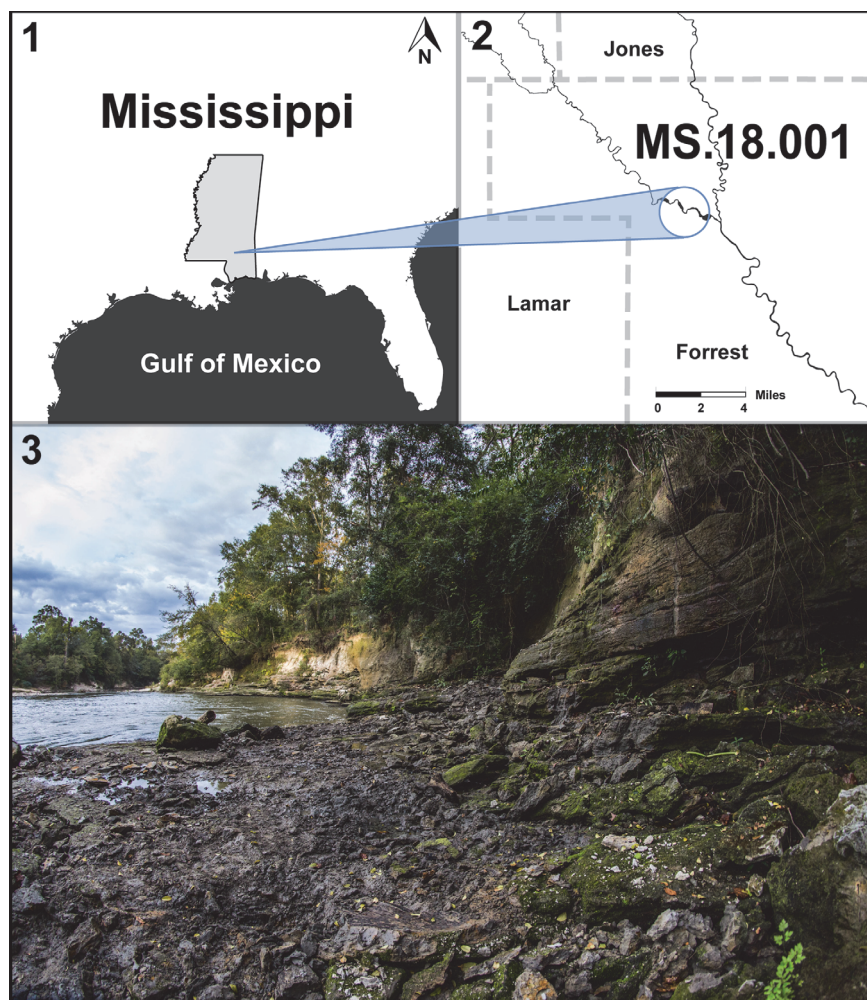 1
N
Mississippi
Gulf of Mexico
2
Jones
MS.18.001
Lamar
Forrest
Miles
0 2 4
3